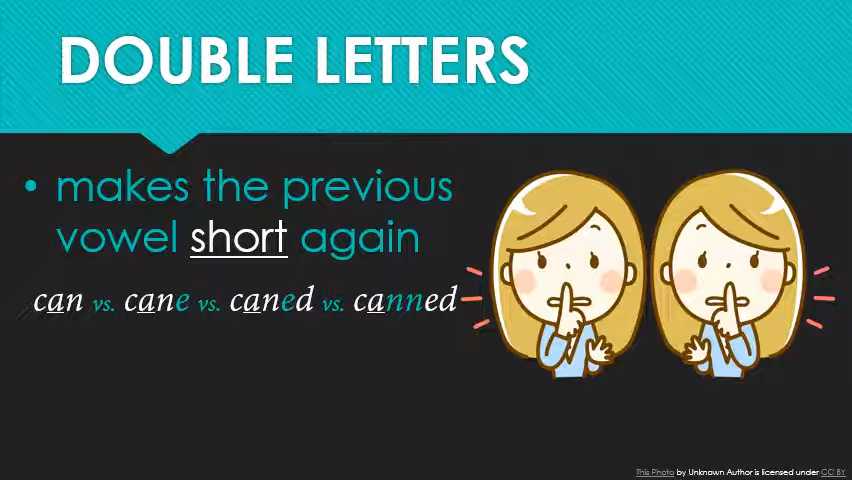 DOUBLE LETTERS
• makes the previous
vowel short again
can vs. cane vs. caned vs. canned
This Photo by Unknown Author is licensed under CC BY